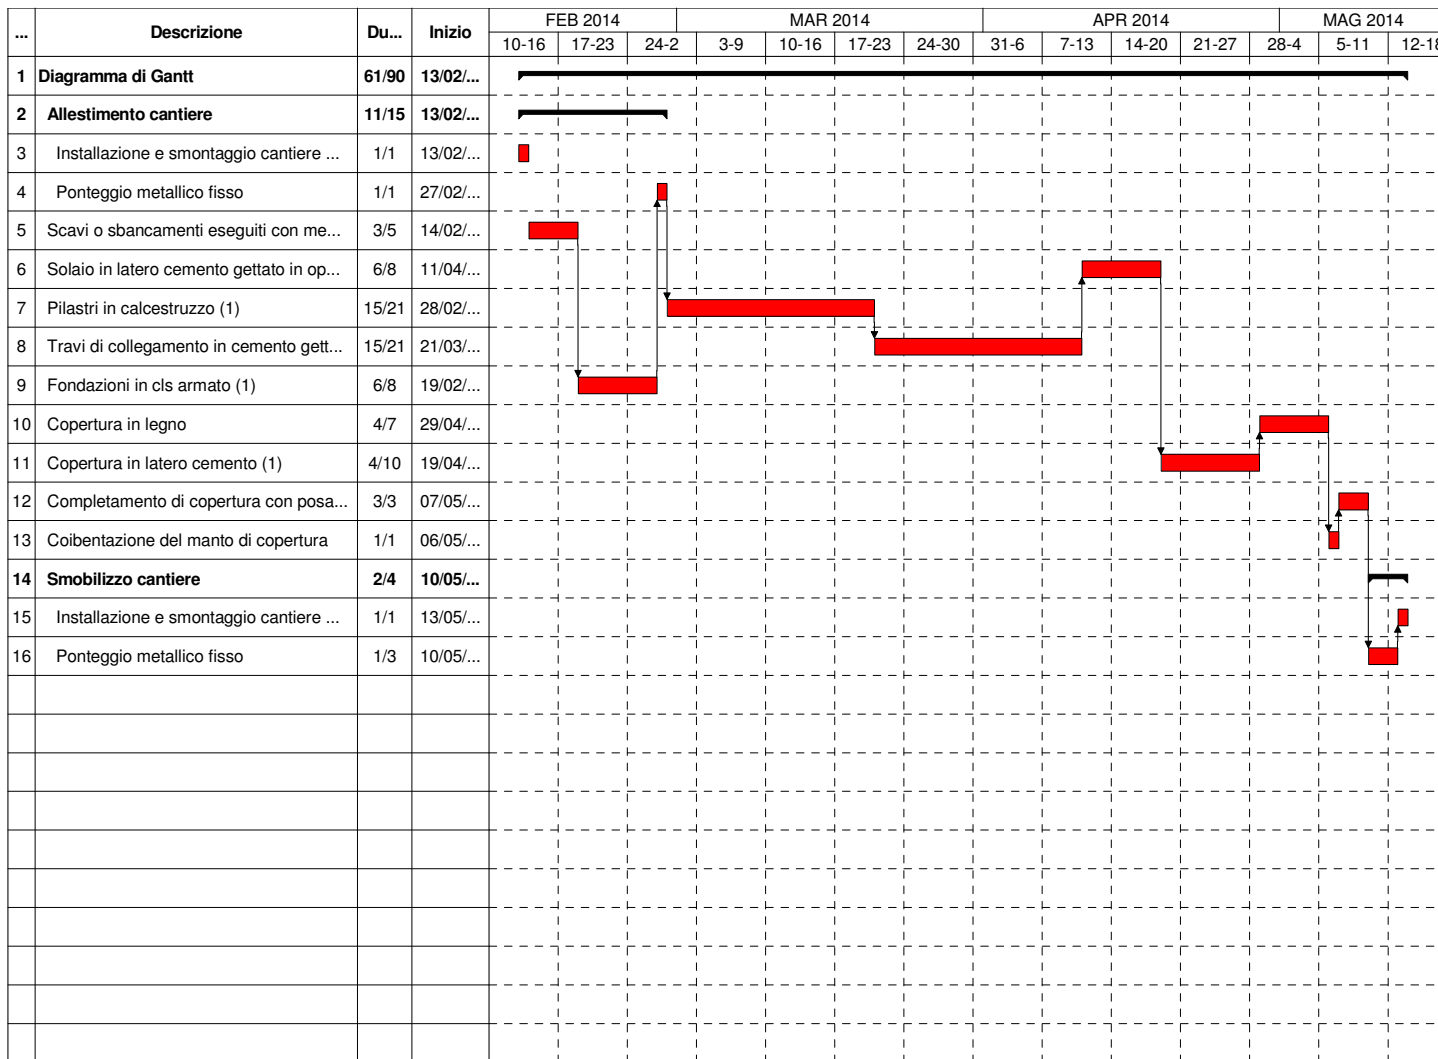 ... Descrizione Du... Inizio FEB 2014 MAR 2014 APR 2014 MAG 2014
10-16 17-23 24-2 3-9 10-16 17-23 24-30 31-6 7-13 14-20 21-27 28-4 5-11 12-18
1 Diagramma di Gantt 61/90 13/02/...
2 Allestimento cantiere 11/15 13/02/...
3 Installazione e smontaggio cantiere ... 1/1 13/02/...
4 Ponteggio metallico fisso 1/1 27/02/...
5 Scavi o sbancamenti eseguiti con me... 3/5 14/02/...
6 Solaio in latero cemento gettato in op... 6/8 11/04/...
7 Pilastri in calcestruzzo (1) 15/21 28/02/...
8 Travi di collegamento in cemento gett... 15/21 21/03/...
9 Fondazioni in cls armato (1) 6/8 19/02/...
10 Copertura in legno 4/7 29/04/...
11 Copertura in latero cemento (1) 4/10 19/04/...
12 Completamento di copertura con posa... 3/3 07/05/...
13 Coibentazione del manto di copertura 1/1 06/05/...
14 Smobilizzo cantiere 2/4 10/05/...
15 Installazione e smontaggio cantiere ... 1/1 13/05/...
16 Ponteggio metallico fisso 1/3 10/05/...